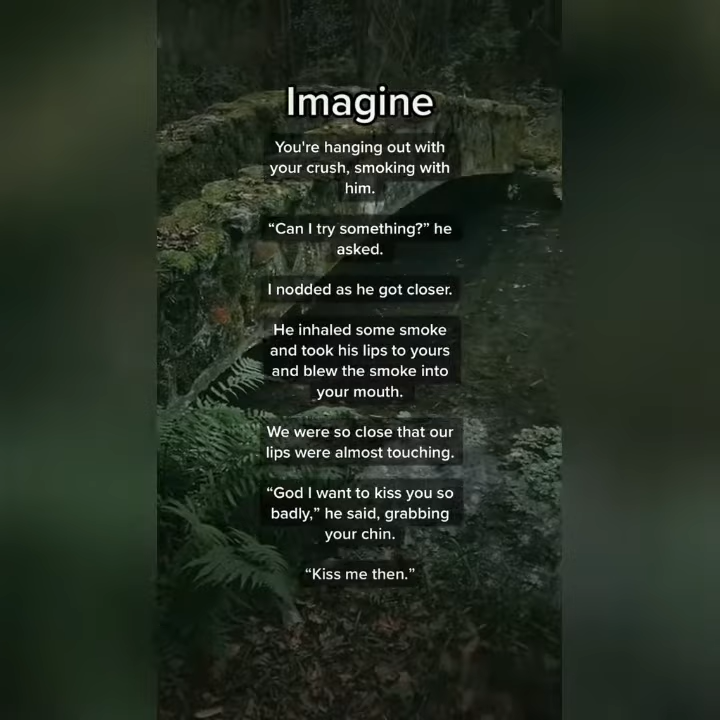 Imagine
You're hanging out with
your crush, smoking with
him.
“Can I try something?” he
asked.
I nodded as he got closer.
He inhaled some smoke
and took his lips to yours
and blew the smoke into
your mouth.
We were so close that our
lips were almost touching.
“God I want to kiss you so
badly,” he said, grabbing
your chin.
“Kiss me then.”